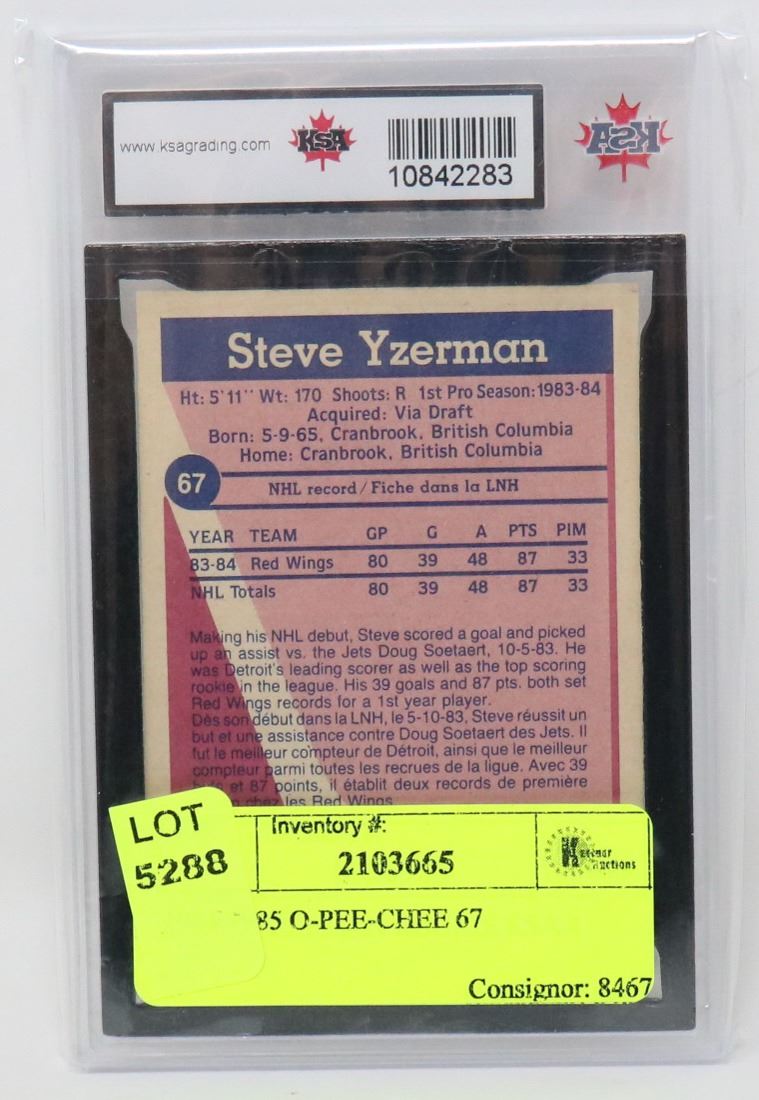 www.ksagrading.com
KSA
10842283
KSA
Steve Yzerman
Ht: 5'11" Wt: 170 Shoots: R 1st Pro Season: 1983-84
Acquired: Via Draft
Born: 5-9-65, Cranbrook, British Columbia
Home: Cranbrook, British Columbia
67
NHL record/Fiche dans la LNH
YEAR TEAM GP G A PTS PIM
83-84 Red Wings 80 39 48 87 33
NHL Totals 80 39 48 87 33
Making his NHL debut, Steve scored a goal and picked
up an assist vs. the Jets Doug Soetaert, 10-5-83. He
was Detroit's leading scorer as well as the top scoring
rookie in the league. His 39 goals and 87 pts. both set
Red Wings records for a 1st year player.
Dès son début dans la LNH, le 5-10-83, Steve réussit un
but et une assistance contre Doug Soetaert des Jets. Il
fut le meilleur compteur de Détroit, ainsi que le meilleur
compteur parmi toutes les recrues de la ligue. Avec 39
buts et 87 points, il établit deux records de première
chez les Red Wings.
LOT
5288
Inventory #:
2103665
Auctions
85 O-PEE-CHEE 67
Consignor: 8467